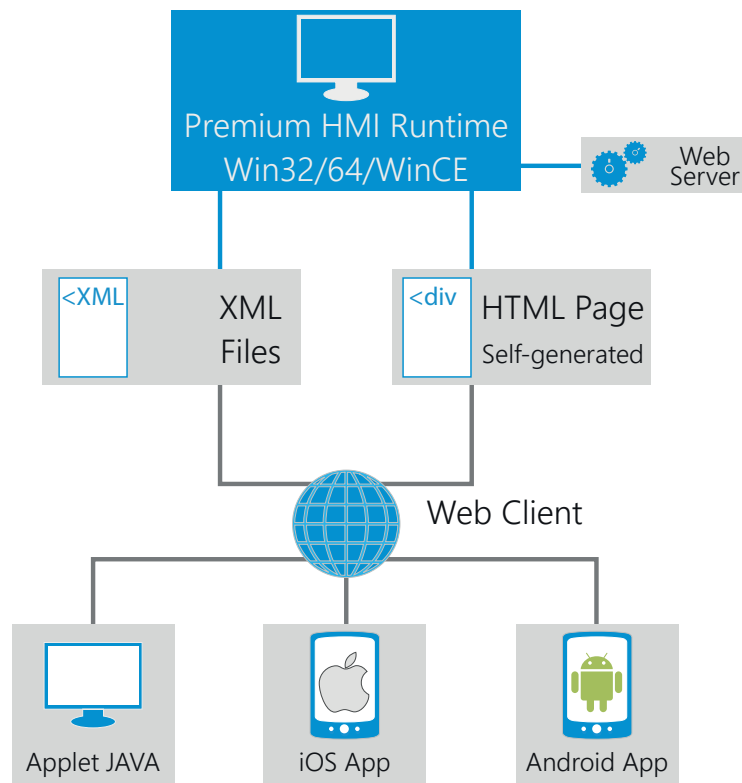 Premium HMI Runtime
Win32/64/WinCE
Web
Server
<XML
XML
Files
<div
HTML Page
Self-generated
Web Client
Applet JAVA
iOS App
Android App